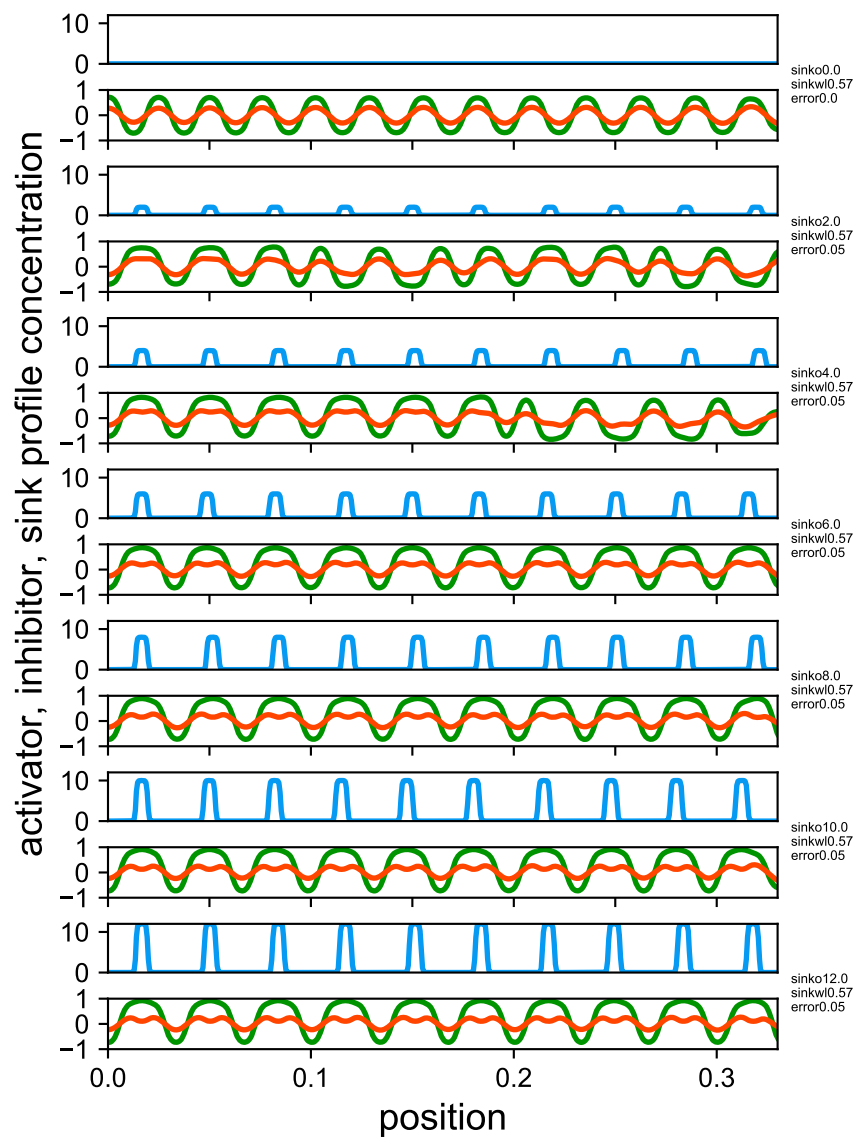 activator, inhibitor, sink profile concentration
10
0
sinko0.0
sinkwl0.57
error0.0
1
0
−1
10
0
sinko2.0
sinkwl0.57
error0.05
1
0
−1
10
0
sinko4.0
sinkwl0.57
error0.05
1
0
−1
10
0
sinko6.0
sinkwl0.57
error0.05
1
0
−1
10
0
sinko8.0
sinkwl0.57
error0.05
1
0
−1
10
0
sinko10.0
sinkwl0.57
error0.05
1
0
−1
10
0
sinko12.0
sinkwl0.57
error0.05
1
0
−1
0.0 0.1 0.2 0.3
position